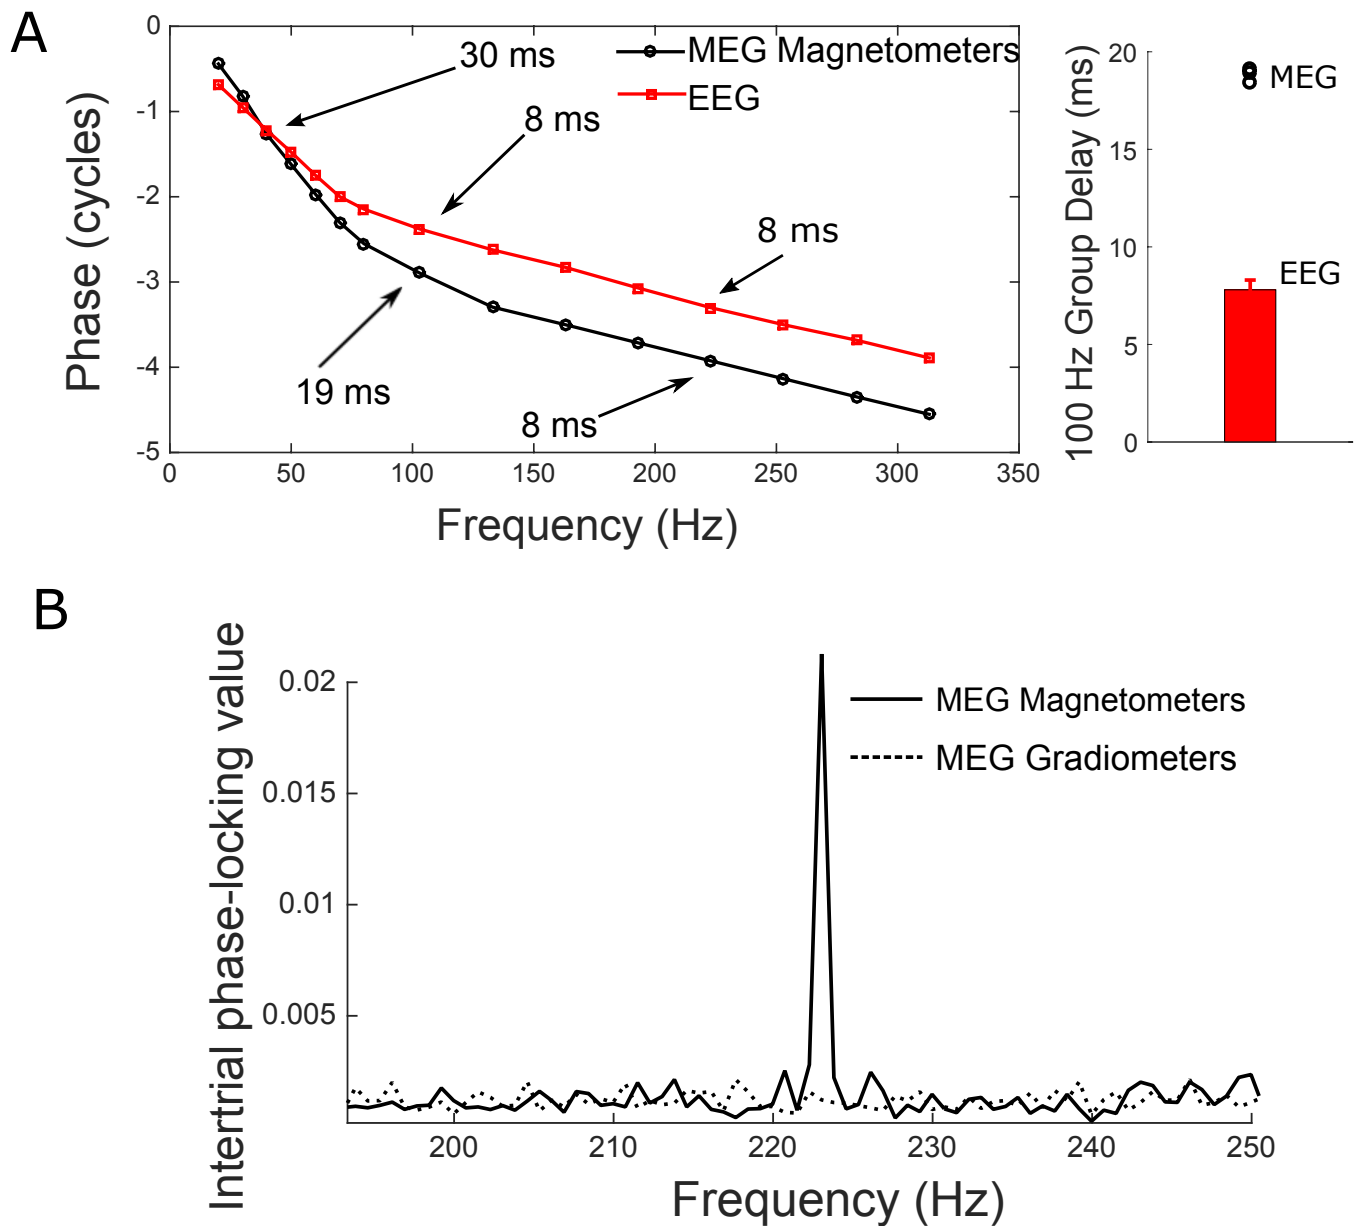 A
0
-1
-2
-3
-4
-5
Phase (cycles)
30 ms
8 ms
8 ms
19 ms
8 ms
MEG Magnetometers
EEG
0
50
100
150
200
250
300
350
Frequency (Hz)
20
15
10
5
0
100 Hz Group Delay (ms)
MEG
EEG
B
Intertrial phase-locking value
0.02
0.015
0.01
0.005
MEG Magnetometers
MEG Gradiometers
200
210
220
230
240
250
Frequency (Hz)